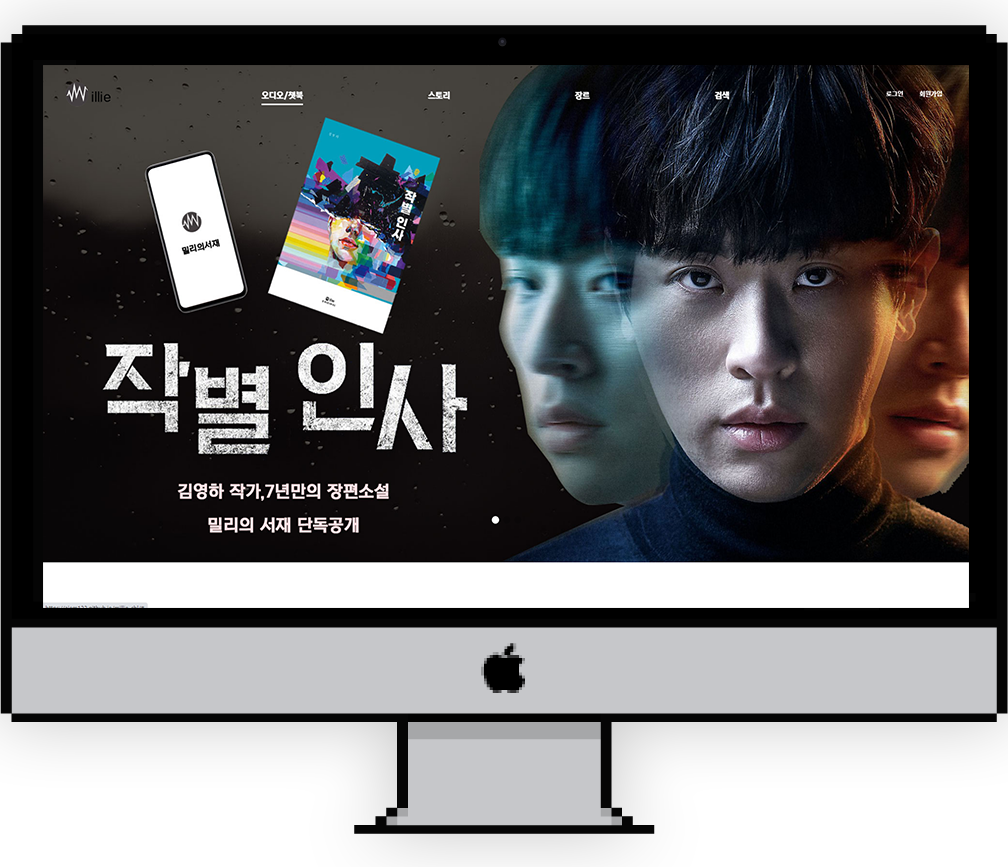 illie
오디오/챗북
스토리
장르
검색
로그인
회원가입
밀리의서재
작별인사
작별 인사
김영하 작가,7년만의 장편소설
밀리의 서재 단독공개